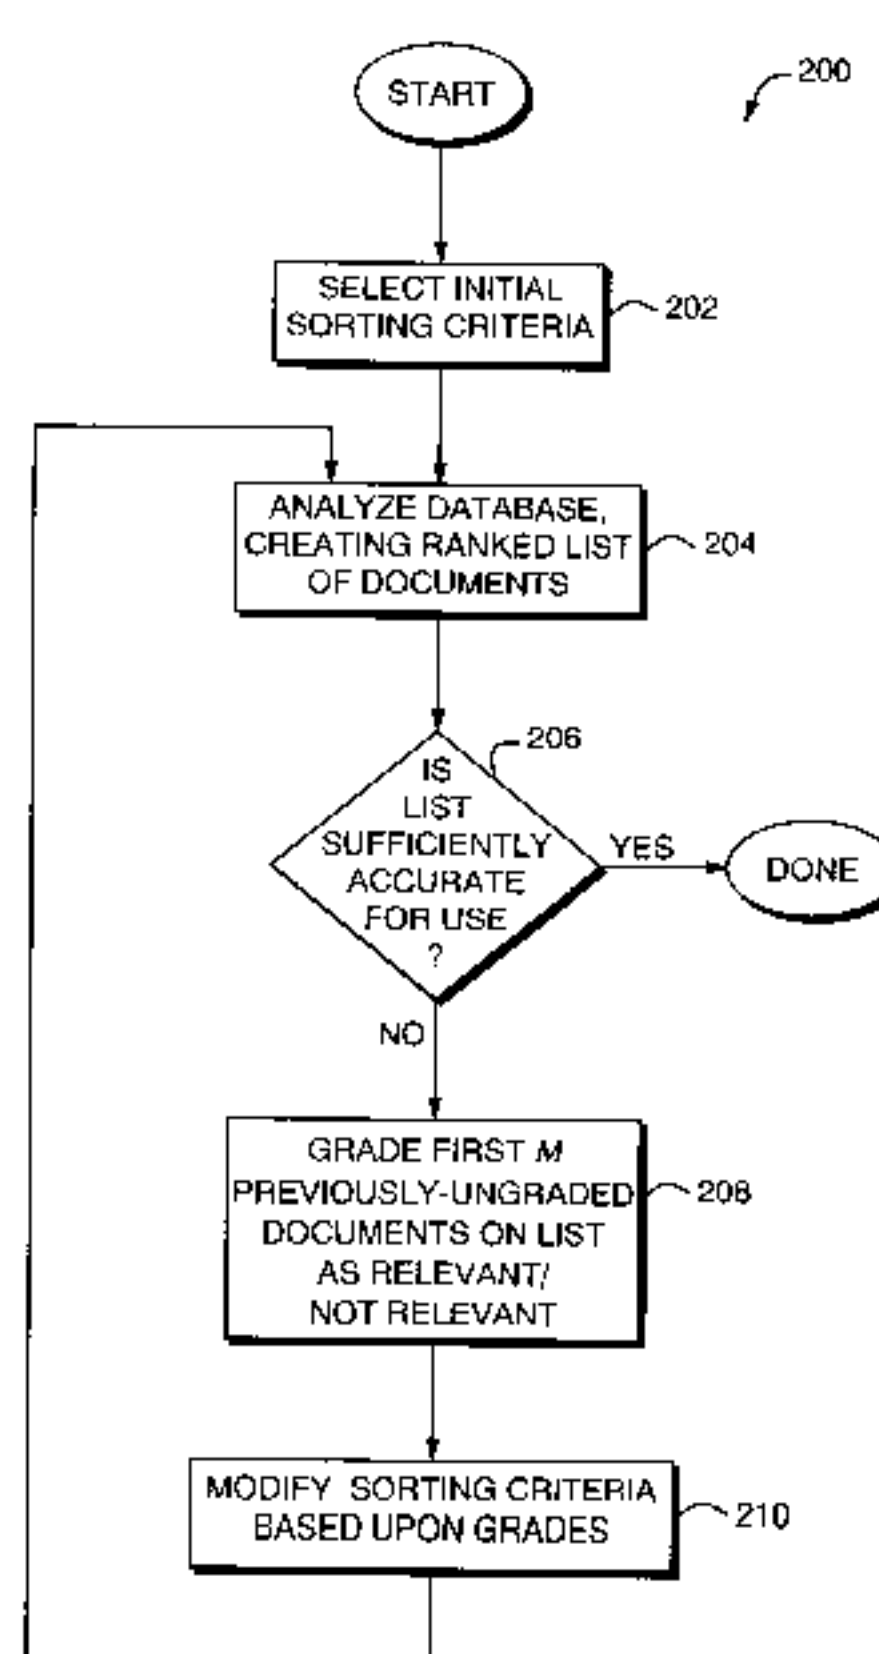 START
200
SELECT INITIAL
SORTING CRITERIA
202
ANALYZE DATABASE,
CREATING RANKED LIST
OF DOCUMENTS
204
206
IS
LIST
SUFFICIENTLY
ACCURATE
FOR USE
?
YES
DONE
NO
GRADE FIRST M
PREVIOUSLY-UNGRADED
DOCUMENTS ON LIST
AS RELEVANT/
NOT RELEVANT
208
MODIFY SORTING CRITERIA
BASED UPON GRADES
210